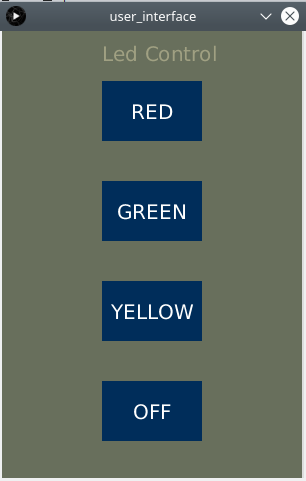 user_interface
Led Control
RED
GREEN
YELLOW
OFF